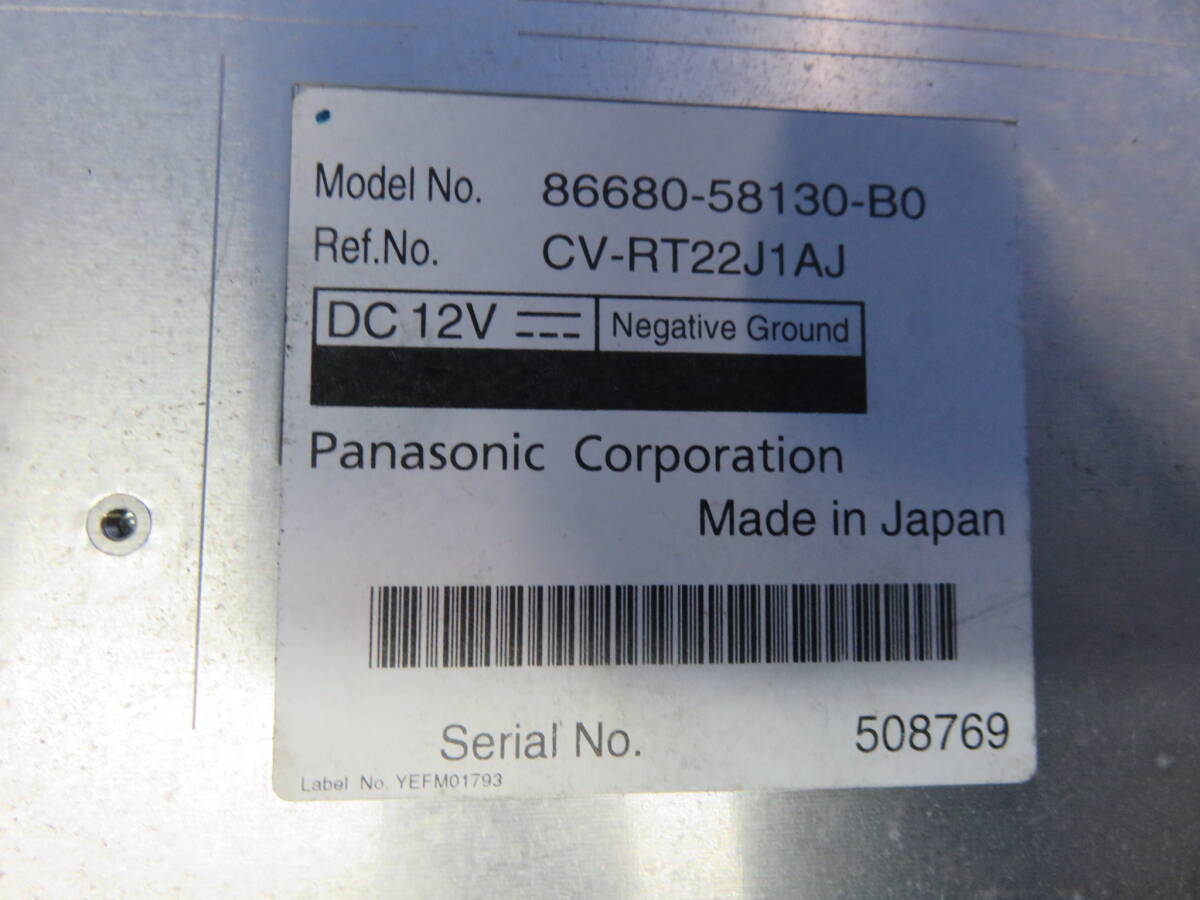 Model No. 86680-58130-B0
Ref.No. CV-RT22J1AJ
DC 12V Negative Ground
Panasonic Corporation
Made in Japan
Serial No. 508769
Label No. YEFM01793